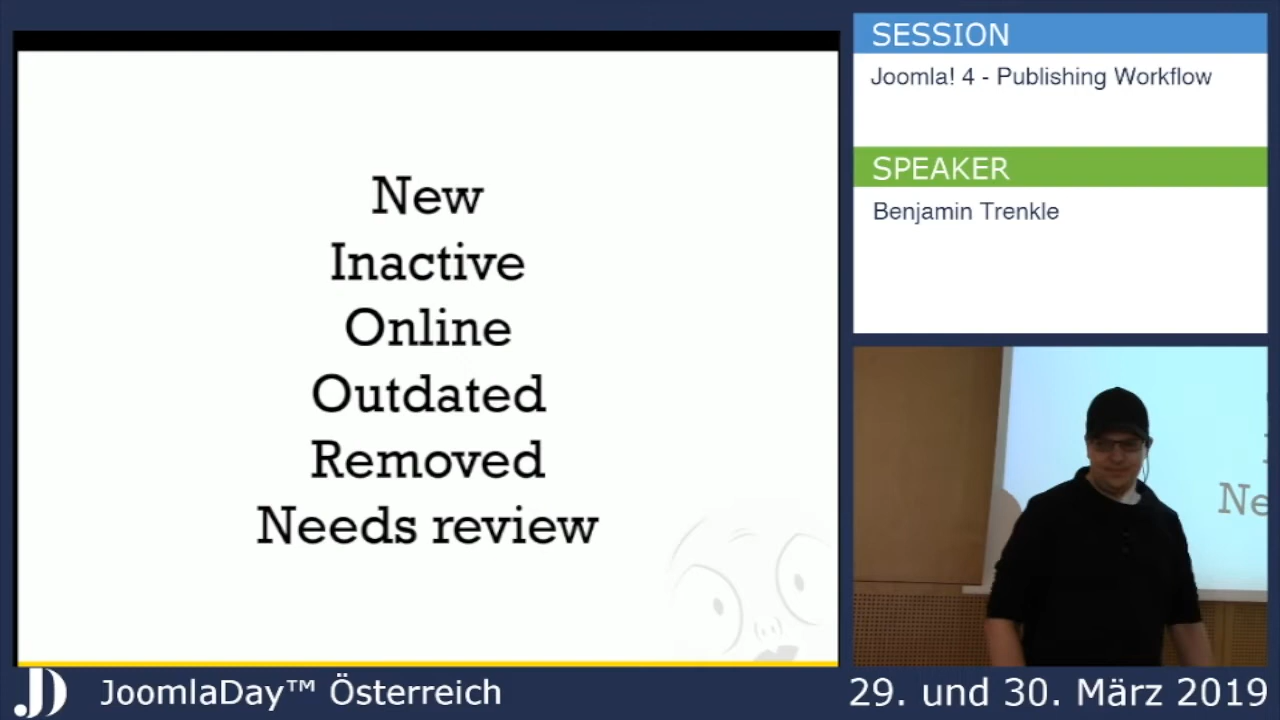 New
Inactive
Online
Outdated
Removed
Needs review
SESSION
Joomla! 4 - Publishing Workflow
SPEAKER
Benjamin Trenkle
Ne
JoomlaDay™ Österreich
29. und 30. März 2019